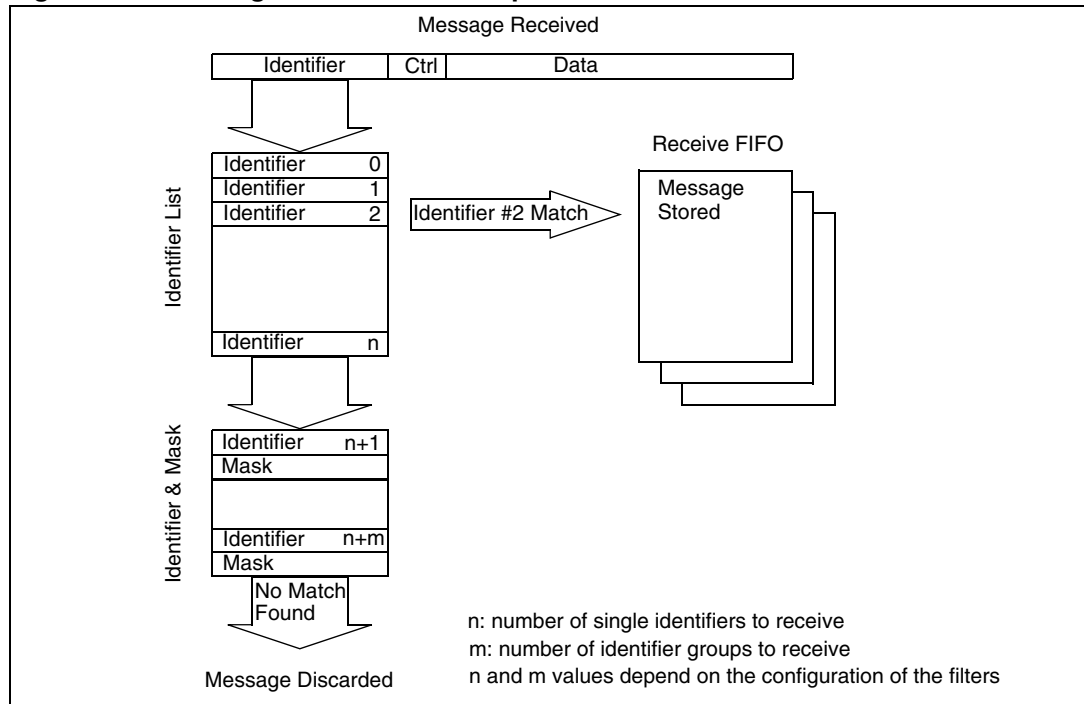 Message Received
Identifier Ctrl Data
Receive FIFO
Identifier List
Identifier 0
Identifier 1
Identifier 2
Identifier #2 Match
Message
Stored
Identifier n
Identifier & Mask
Identifier n+1
Mask
Identifier n+m
Mask
No Match
Found
Message Discarded
n: number of single identifiers to receive
m: number of identifier groups to receive
n and m values depend on the configuration of the filters